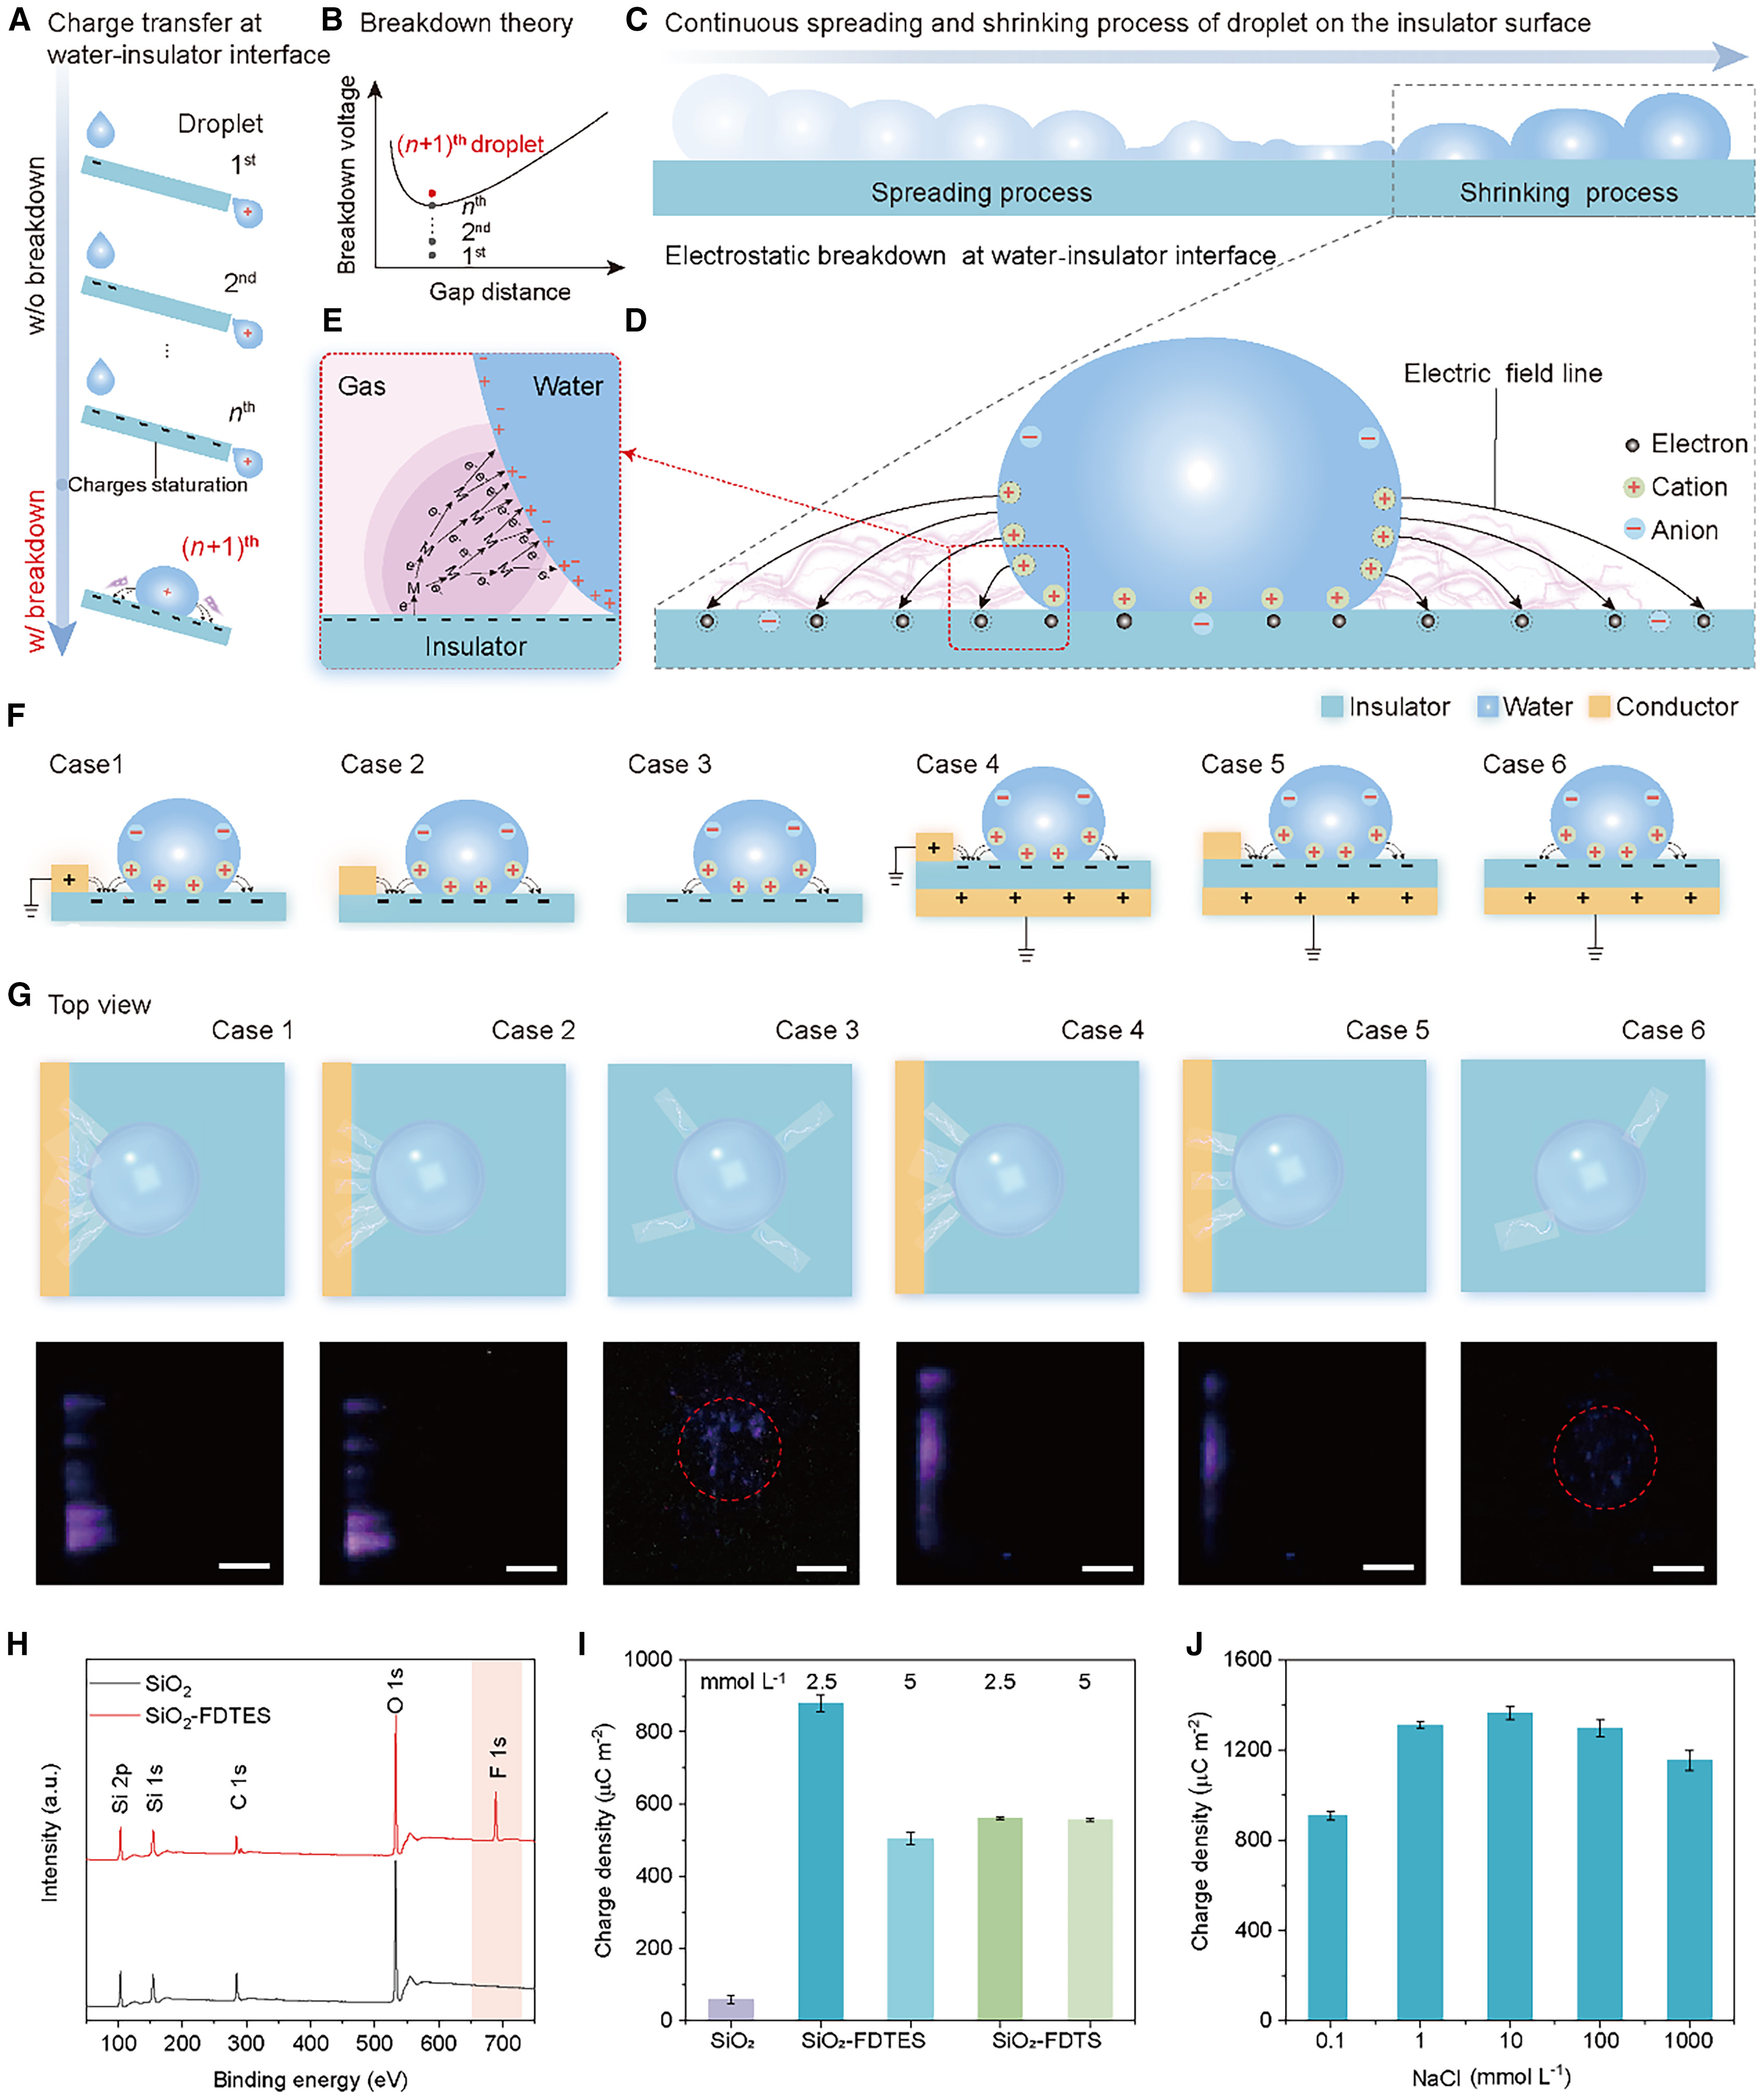 A Charge transfer at
water-insulator interface
w/o breakdown
w/ breakdown
Droplet
1st
2nd
nth
Charges staturation
(n+1)th
B Breakdown theory
Breakdown voltage
(n+1)th droplet
nth
2nd
1st
Gap distance
C Continuous spreading and shrinking process of droplet on the insulator surface
Spreading process
Shrinking process
Electrostatic breakdown at water-insulator interface
E
Gas
Water
M
M
M
M
M
M
M
e
Insulator
D
Electric field line
Electron
Cation
Anion
Insulator
Water
Conductor
F
Case1
Case 2
Case 3
Case 4
Case 5
Case 6
G Top view
Case 1
Case 2
Case 3
Case 4
Case 5
Case 6
H
Intensity (a.u.)
SiO2
SiO2-FDTES
Si 2p
Si 1s
C 1s
O 1s
F 1s
100 200 300 400 500 600 700
Binding energy (eV)
I
Charge density (μC m-2)
1000
800
600
400
200
0
mmol L-1 2.5 5 2.5 5
SiO2 SiO2-FDTES SiO2-FDTS
J
Charge density (μC m-2)
1600
1200
800
400
0
0.1 1 10 100 1000
NaCl (mmol L-1)